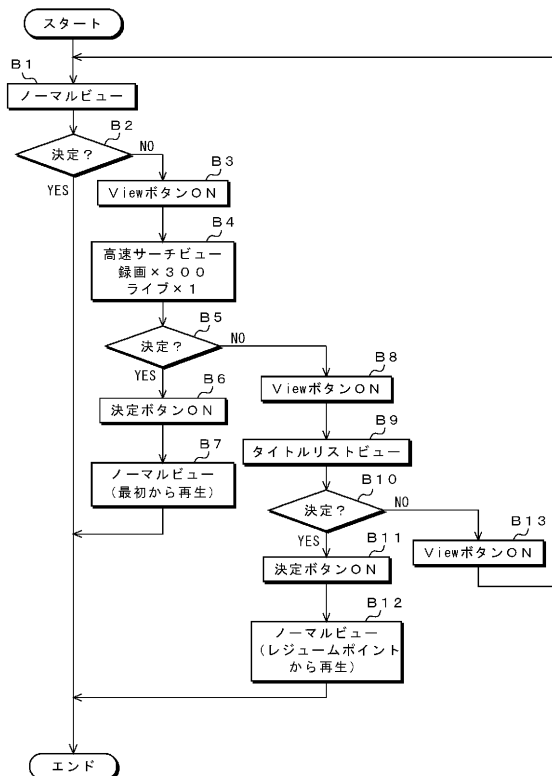 スタート
B1
ノーマルビュー
B2
決定？
NO
YES
B3
ViewボタンON
B4
高速サーチビュー
録画×300
ライブ×1
B5
決定？
NO
YES
B6
決定ボタンON
B7
ノーマルビュー
（最初から再生）
B8
ViewボタンON
B9
タイトルリストビュー
B10
決定？
NO
YES
B11
決定ボタンON
B12
ノーマルビュー
（レジュームポイント
から再生）
B13
ViewボタンON
エンド